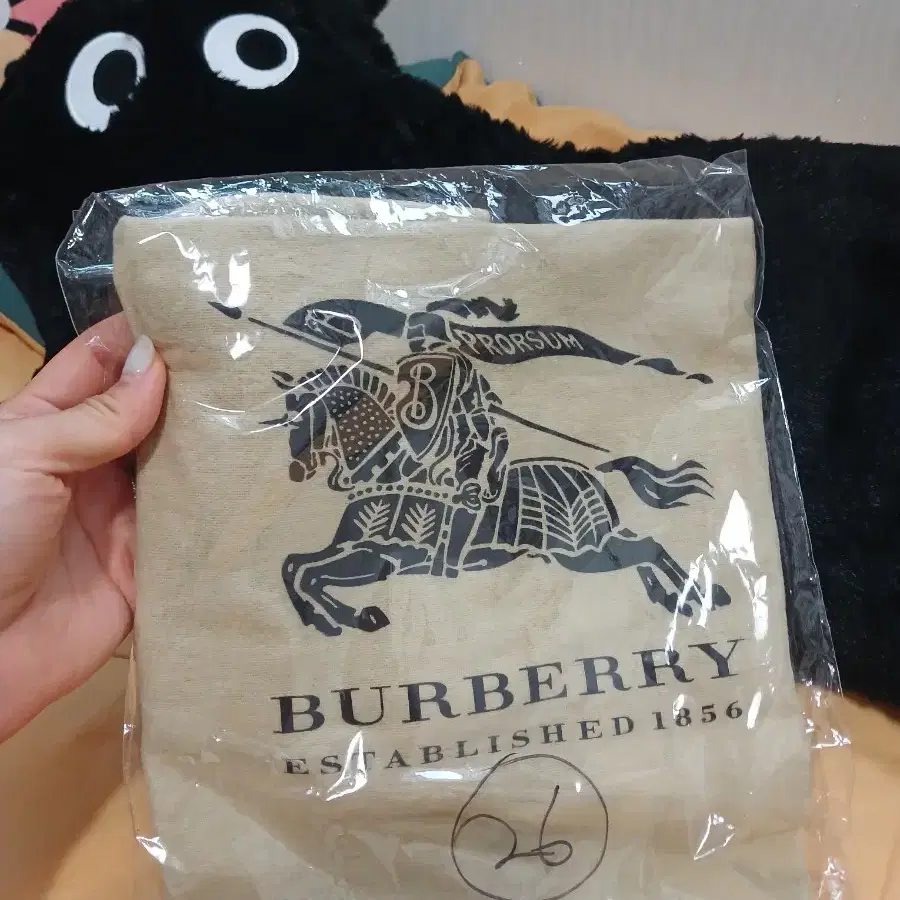 PRORSUM
B
BURBERRY
ESTABLISHED 1856
26